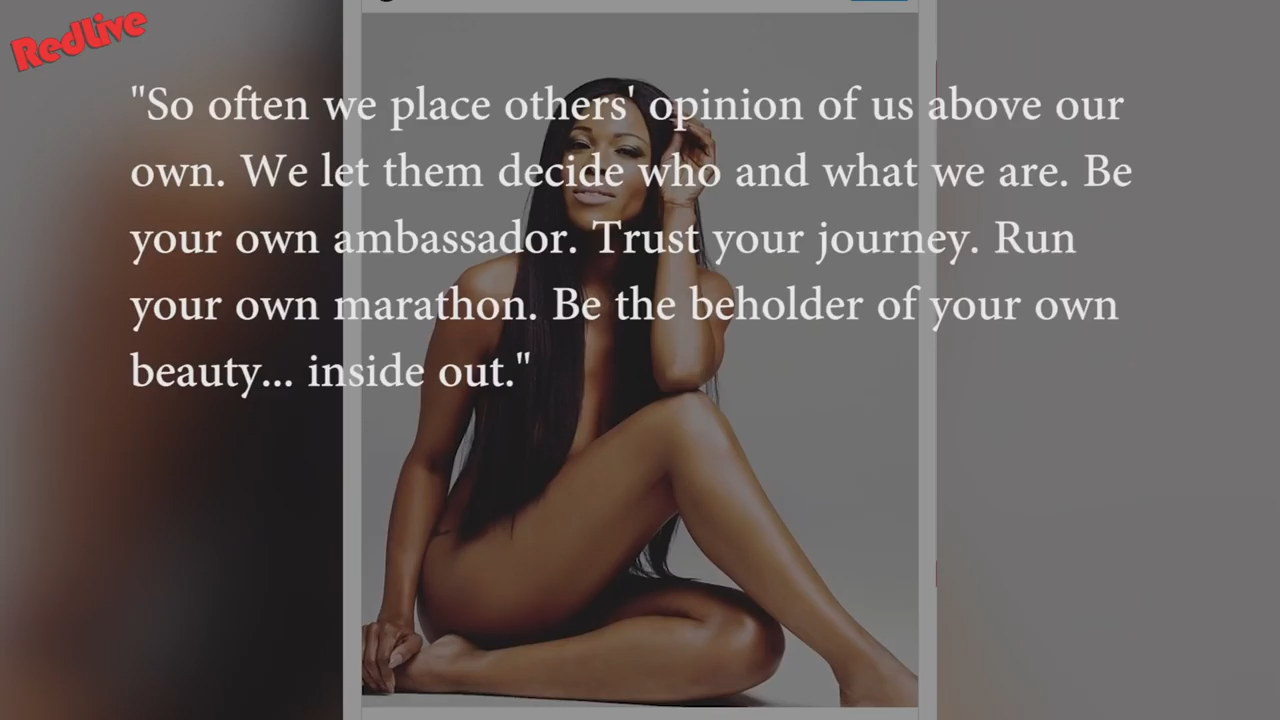 RedLive
"So often we place others' opinion of us above our
own. We let them decide who and what we are. Be
your own ambassador. Trust your journey. Run
your own marathon. Be the beholder of your own
beauty... inside out."